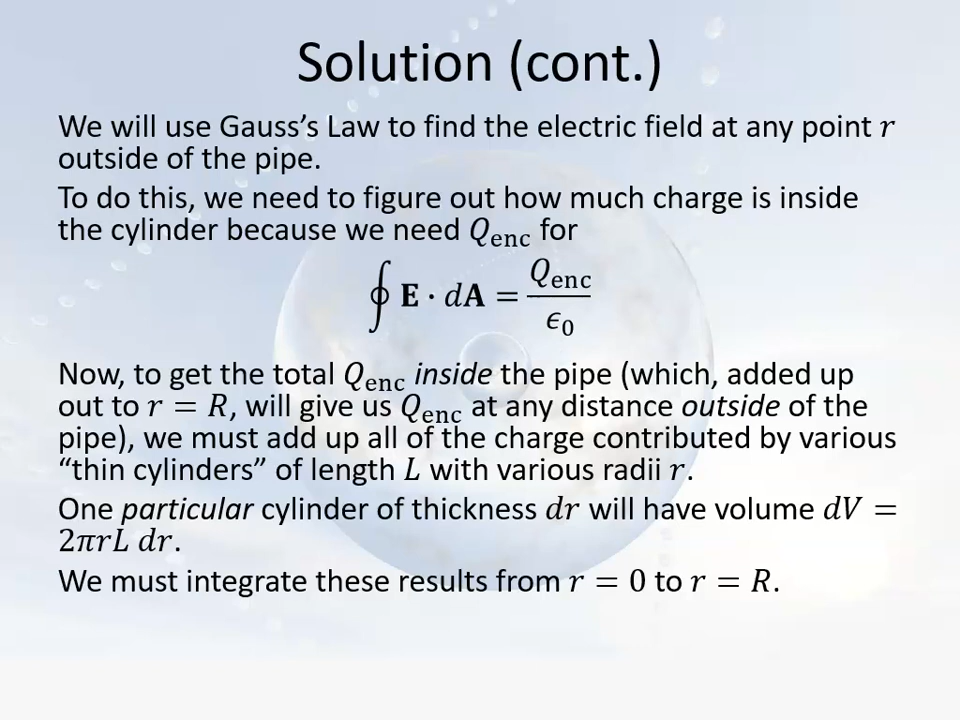 Solution (cont.)
We will use Gauss’s Law to find the electric field at any point 𝑟
outside of the pipe.
To do this, we need to figure out how much charge is inside
the cylinder because we need 𝑄enc for
∮ 𝐄 · 𝑑𝐀 = 𝑄enc / 𝜖0
Now, to get the total 𝑄enc inside the pipe (which, added up
out to 𝑟 = 𝑅, will give us 𝑄enc at any distance outside of the
pipe), we must add up all of the charge contributed by various
“thin cylinders” of length 𝐿 with various radii 𝑟.
One particular cylinder of thickness 𝑑𝑟 will have volume 𝑑𝑉 =
2𝜋𝑟𝐿 𝑑𝑟.
We must integrate these results from 𝑟 = 0 to 𝑟 = 𝑅.